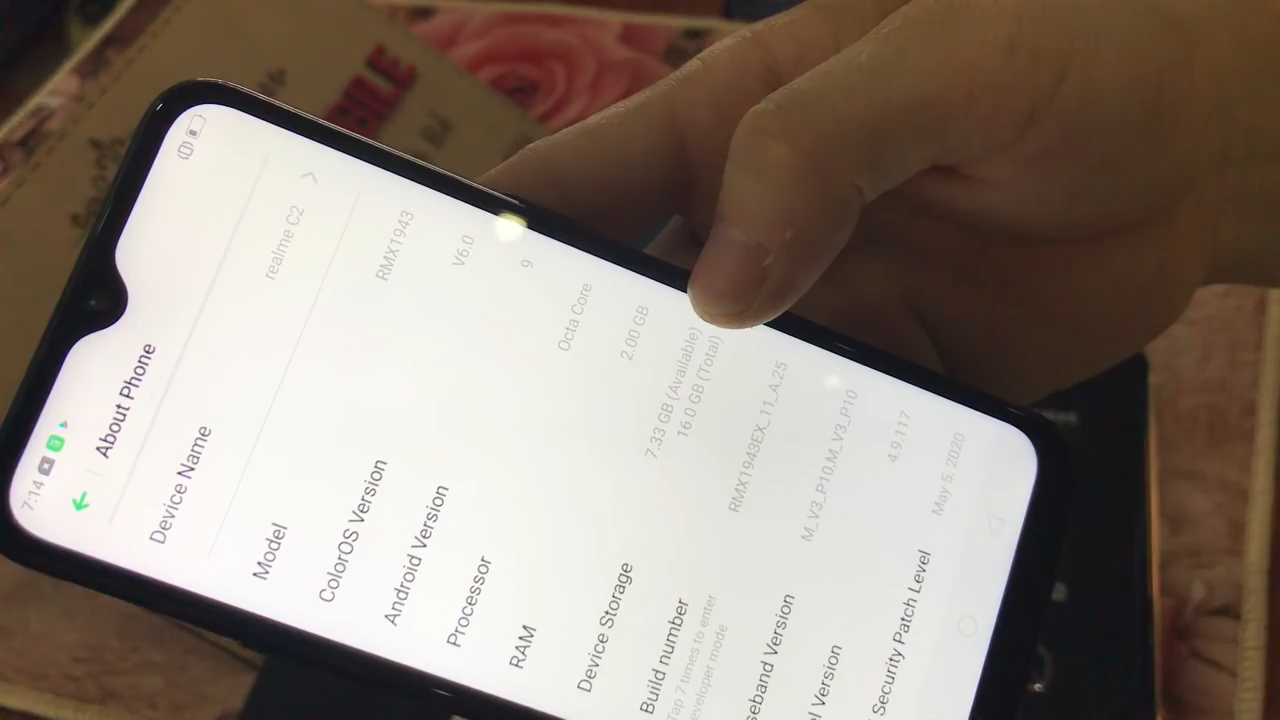 7:14
About Phone
Device Name realme C2
Model RMX1943
ColorOS Version V6.0
Android Version 9
Processor Octa Core
RAM 2.00 GB
Device Storage 7.33 GB (Available)
16.0 GB (Total)
Build number RMX1943EX_11_A.25
Tap 7 times to enter
eveloper mode
seband Version M_V3_P10,M_V3_P10
l Version 4.9.117
Security Patch Level May 5, 2020
BILE